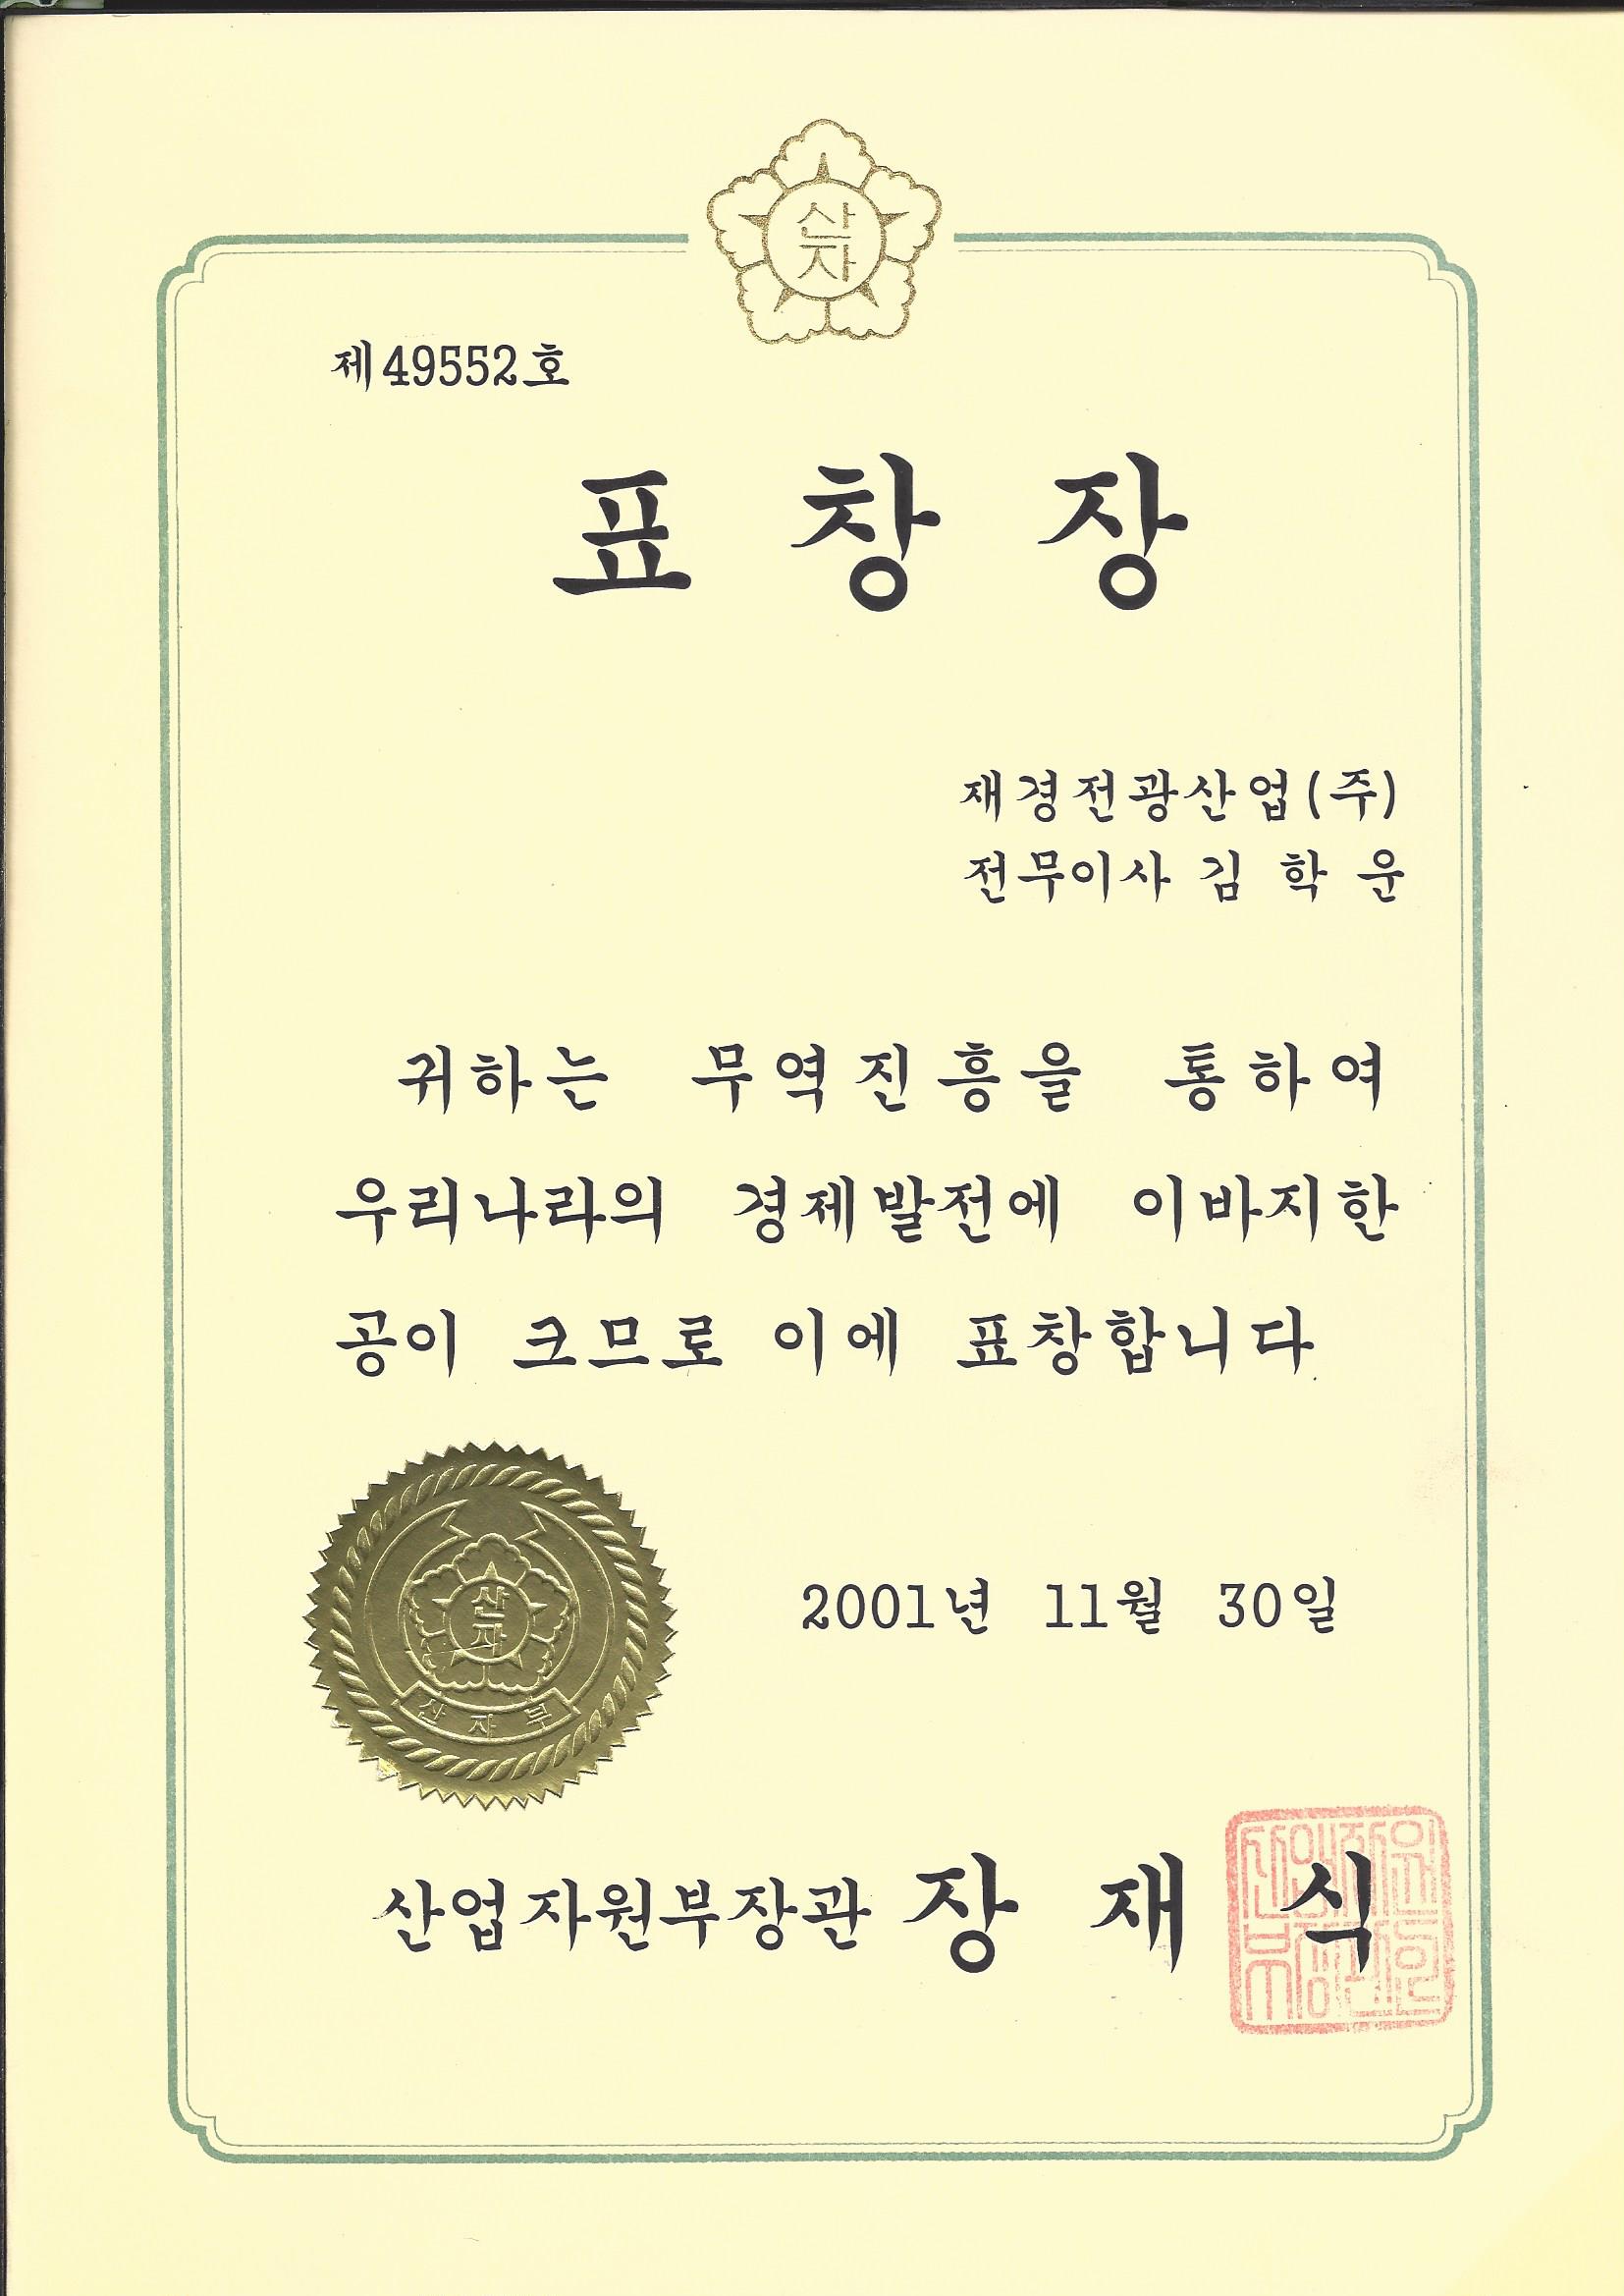 산
자
제49552호
표 창 장
재경전광산업(주)
전무이사 김 학 운
귀하는 무역진흥을 통하여
우리나라의 경제발전에 이바지한
공이 크므로 이에 표창합니다.
2001년 11월 30일
산
자
산자부
산업자원부장관 장 재 식